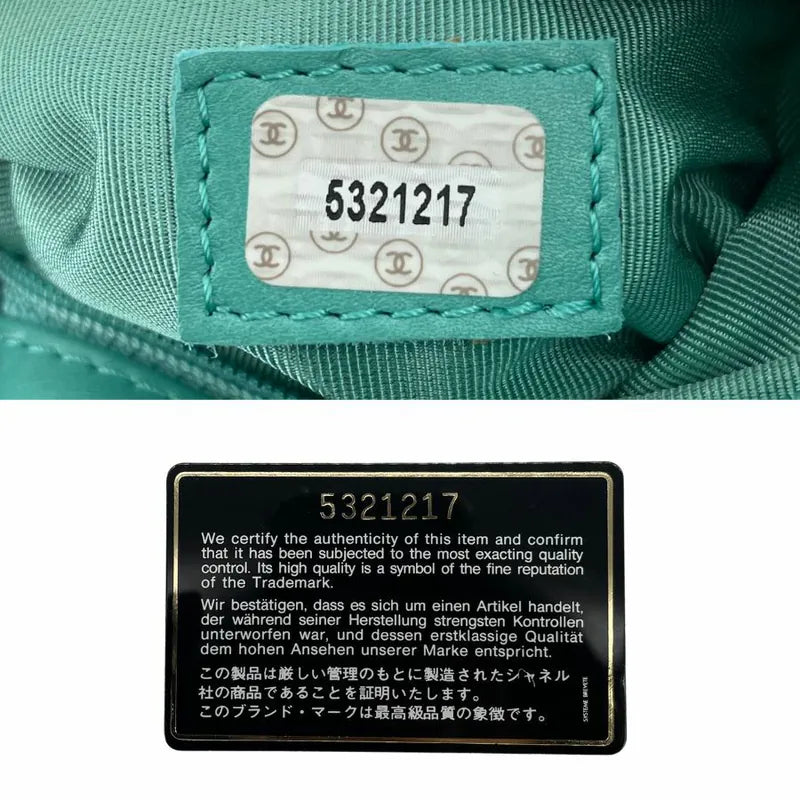 5321217
5321217
We certify the authenticity of this item and confirm
that it has been subjected to the most exacting quality
control. Its high quality is a symbol of the fine reputation
of the Trademark.
Wir bestätigen, dass es sich um einen Artikel handelt,
der während seiner Herstellung strengsten Kontrollen
unterworfen war, und dessen erstklassige Qualität
dem hohen Ansehen unserer Marke entspricht.
この製品は厳しい管理のもとに製造されたシャネル
社の商品であることを証明いたします。
このブランド・マークは最高級品質の象徴です。
SYSTEME BREVETE